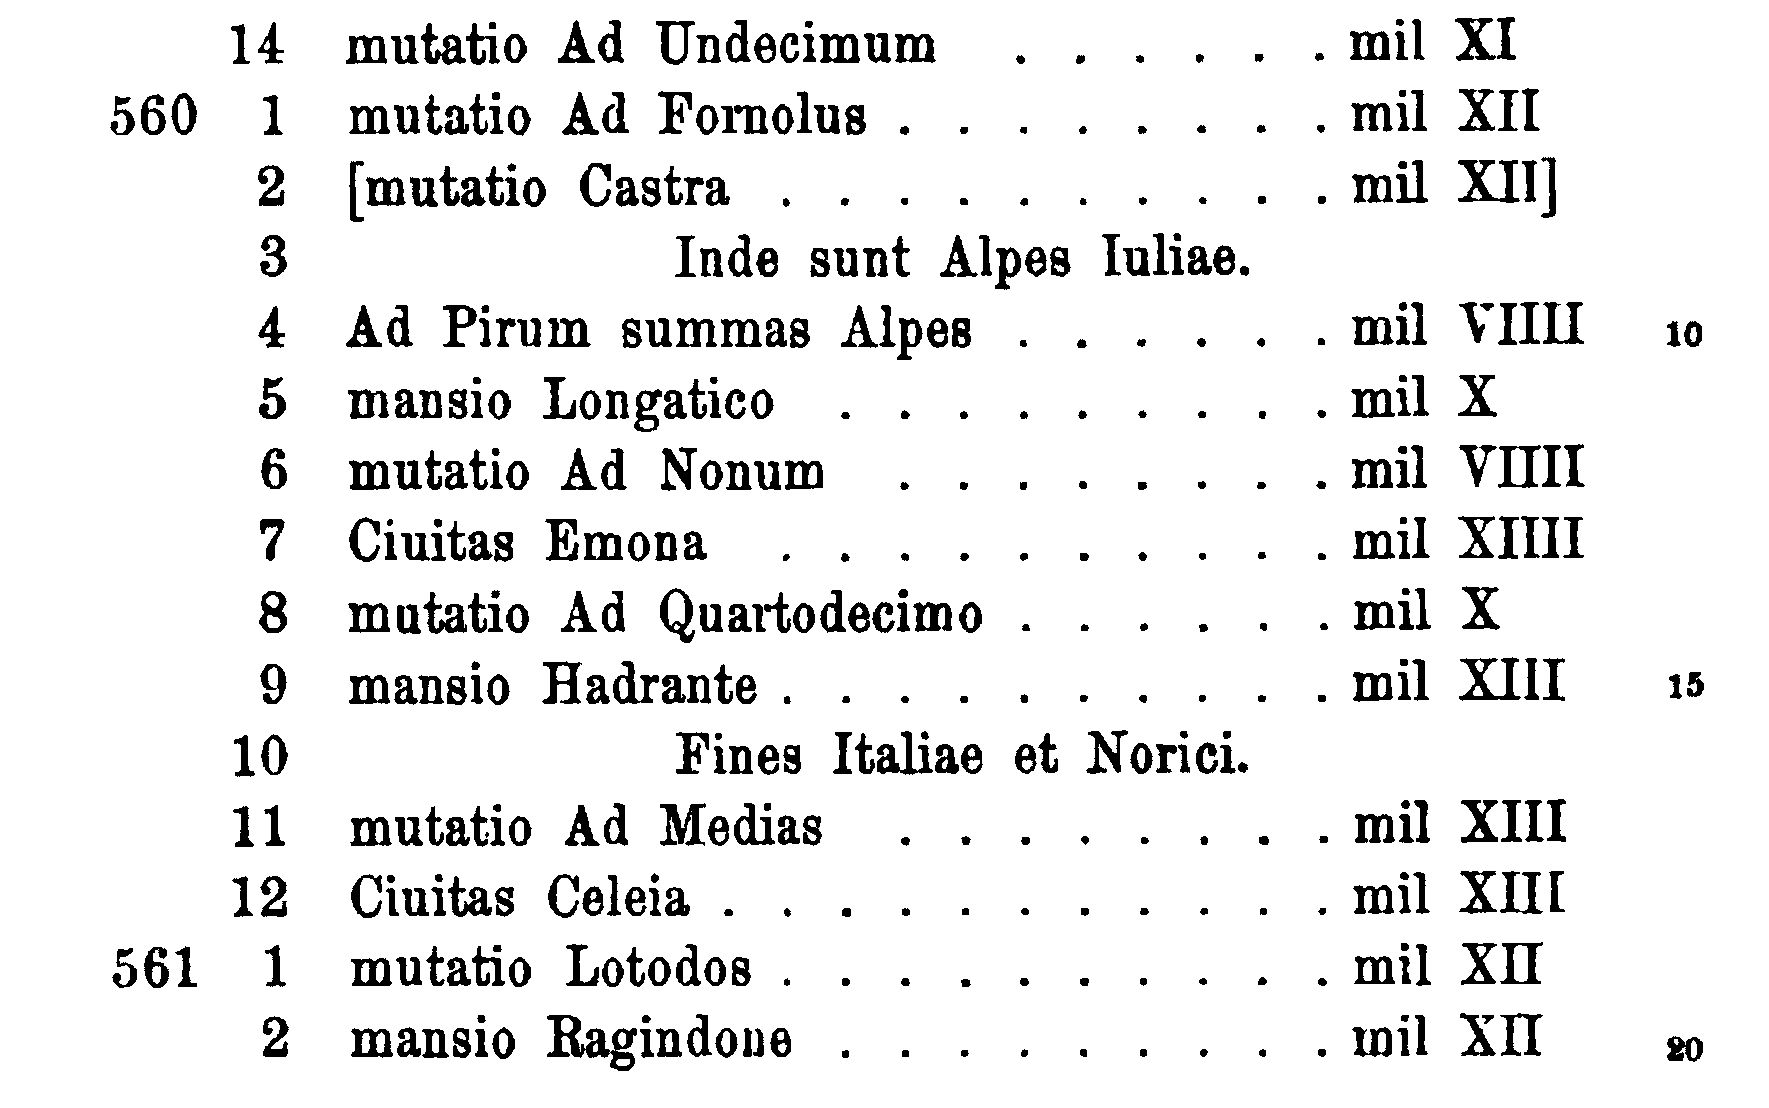 14 mutatio Ad Undecimum . . . . . . mil XI
560 1 mutatio Ad Fornolus . . . . . . . . mil XII
2 [mutatio Castra . . . . . . . . . . mil XII]
3 Inde sunt Alpes Iuliae.
4 Ad Pirum summas Alpes . . . . . . mil VIIII 10
5 mansio Longatico . . . . . . . . . mil X
6 mutatio Ad Nonum . . . . . . . . mil VIIII
7 Ciuitas Emona . . . . . . . . . . mil XIIII
8 mutatio Ad Quartodecimo . . . . . . mil X
9 mansio Hadrante . . . . . . . . . . mil XIII 15
10 Fines Italiae et Norici.
11 mutatio Ad Medias . . . . . . . . mil XIII
12 Ciuitas Celeia . . . . . . . . . . . mil XIII
561 1 mutatio Lotodos . . . . . . . . . . mil XII
2 mansio Ragindone . . . . . . . . . mil XII 20